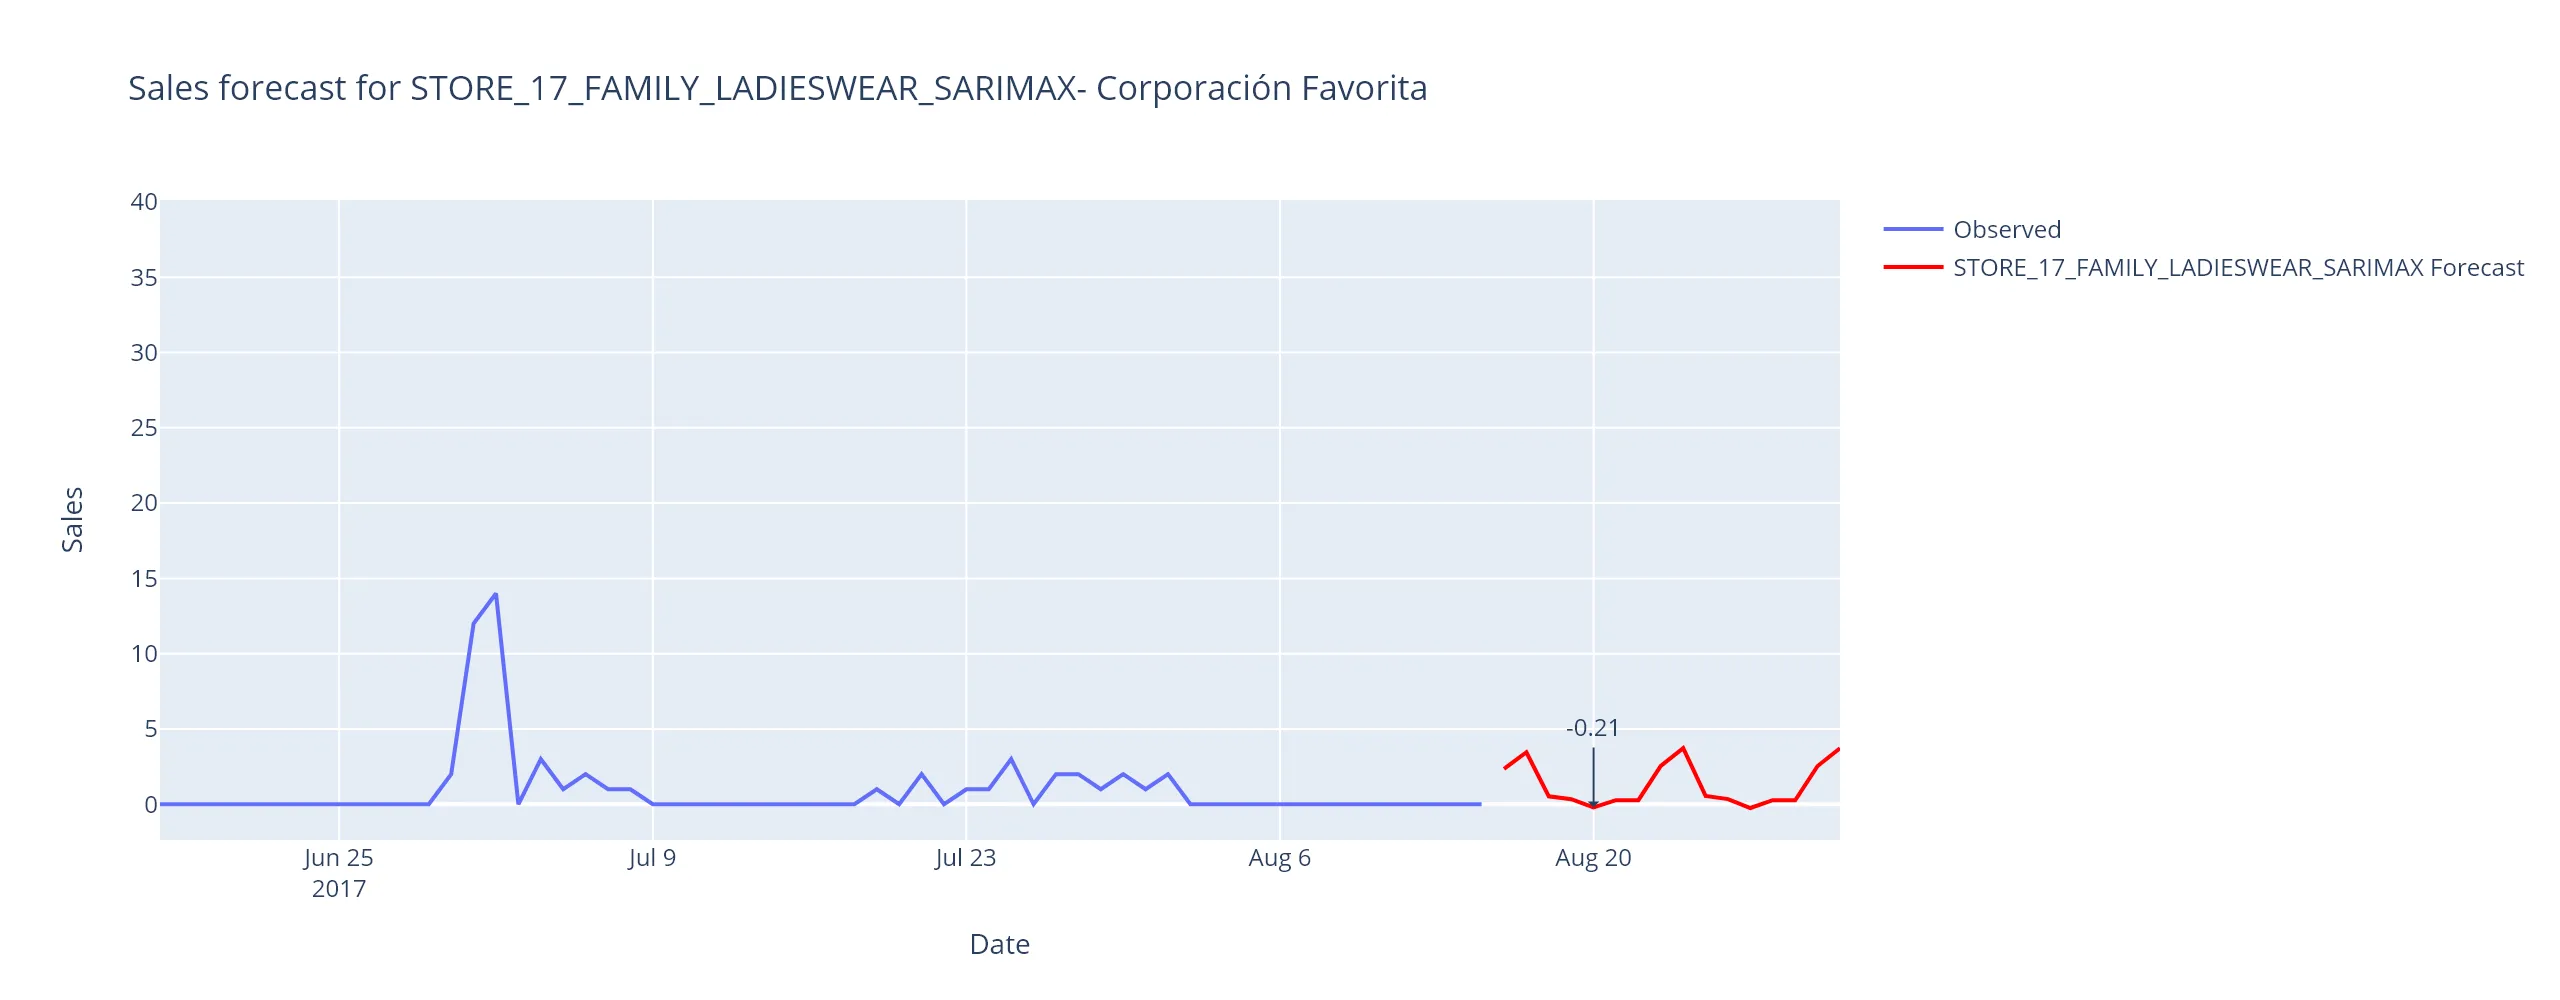 Sales forecast for STORE_17_FAMILY_LADIESWEAR_SARIMAX- Corporación Favorita
40
35
30
25
20
15
10
5
0
Sales
-0.21
Jun 25
2017
Jul 9
Jul 23
Aug 6
Aug 20
Date
Observed
STORE_17_FAMILY_LADIESWEAR_SARIMAX Forecast